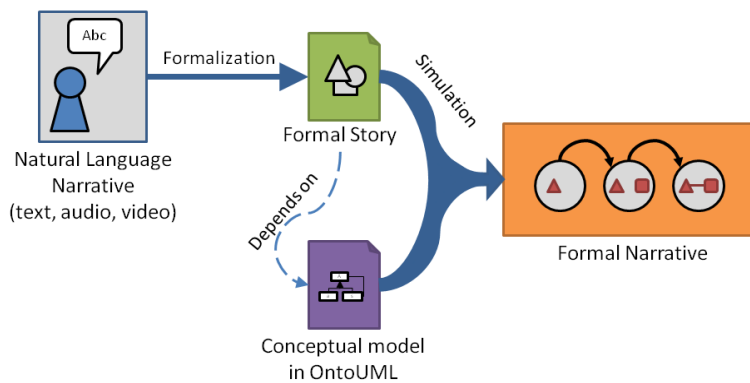 Abc
Formalization
Simulation
Formal Story
Natural Language
Narrative
(text, audio, video)
Depends on
Formal Narrative
Conceptual model
in OntoUML